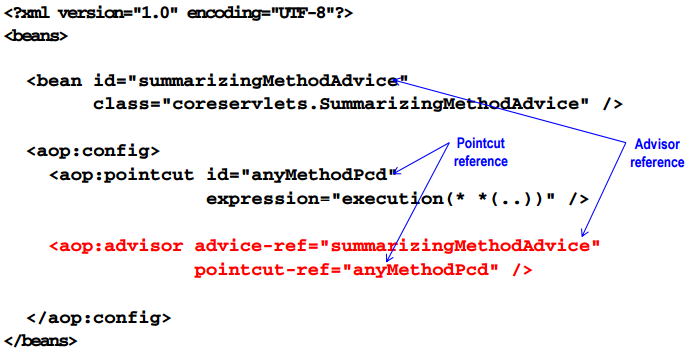 <?xml version="1.0" encoding="UTF-8"?>
<beans>
<bean id="summarizingMethodAdvice"
class="coreservlets.SummarizingMethodAdvice" />
<aop:config>
<aop:pointcut id="anyMethodPcd"
expression="execution(* *(..))" />
<aop:advisor advice-ref="summarizingMethodAdvice"
pointcut-ref="anyMethodPcd" />
</aop:config>
</beans>
Pointcut
reference
Advisor
reference